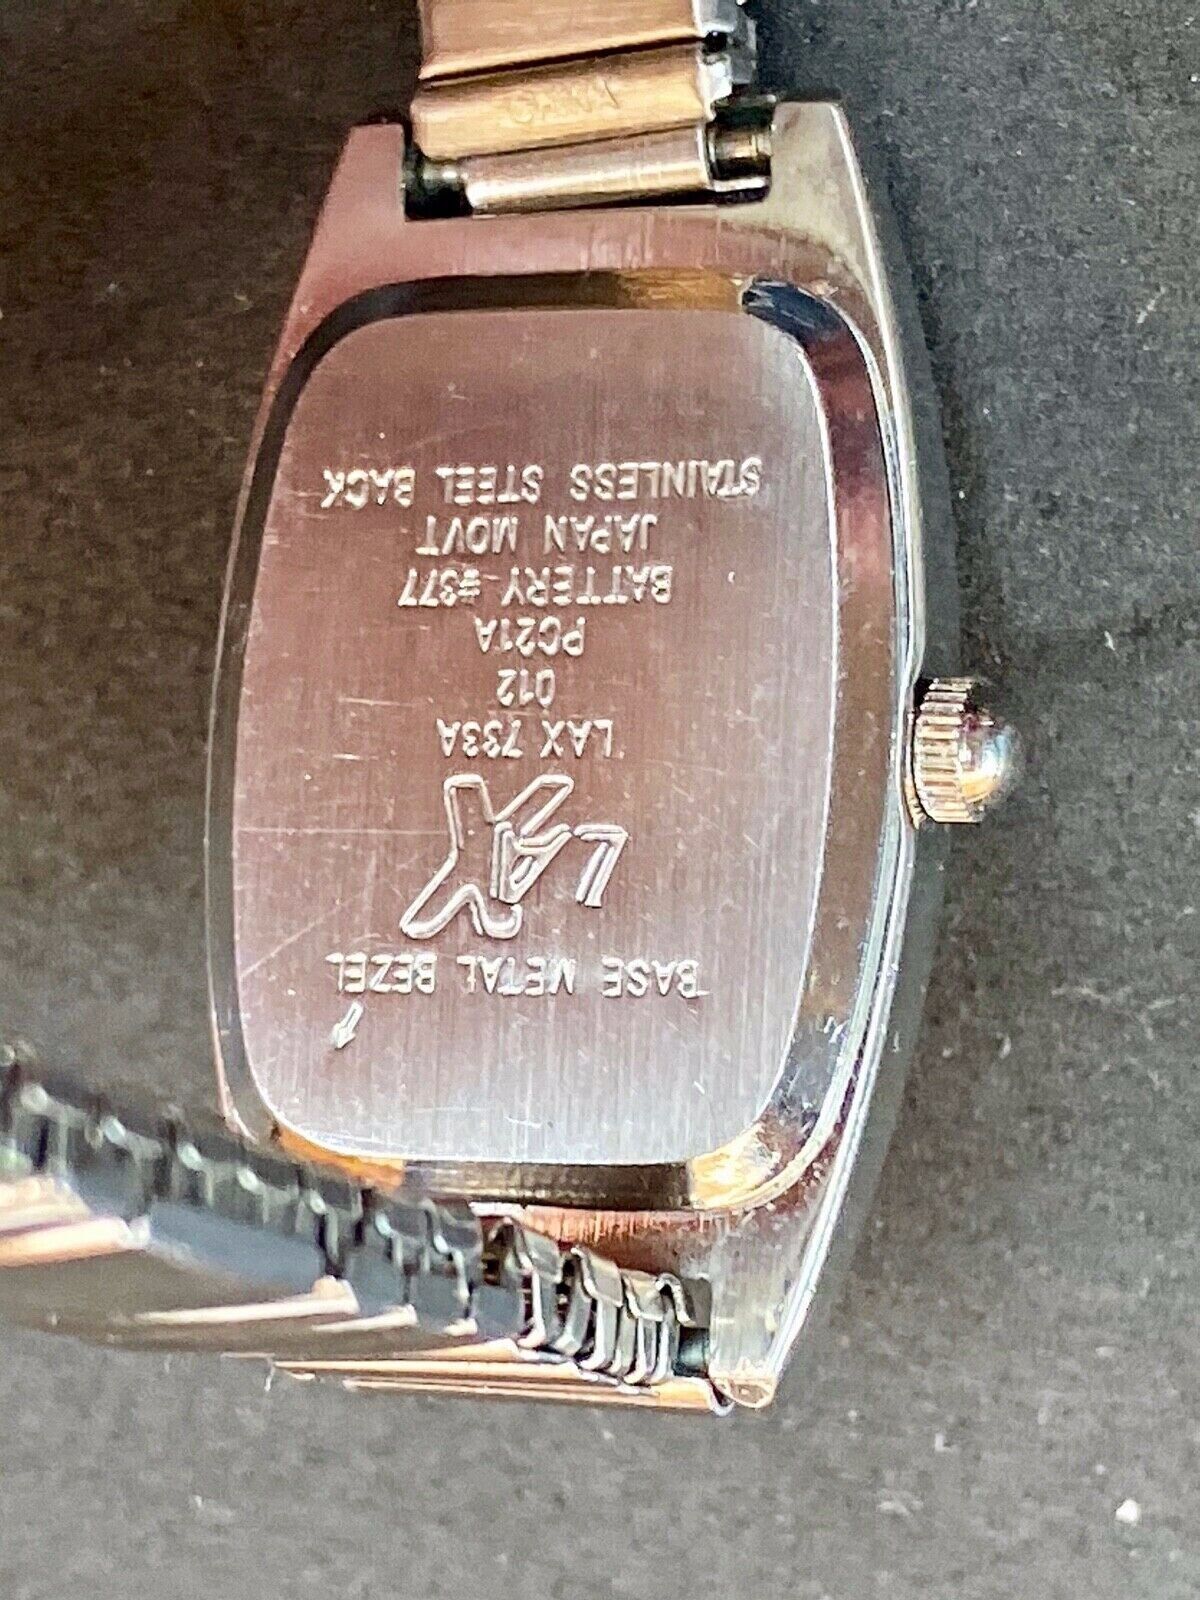 BASE METAL BEZEL
LAX
LAX 733A
012
PC21A
BATTERY #377
JAPAN MOVT
STAINLESS STEEL BACK